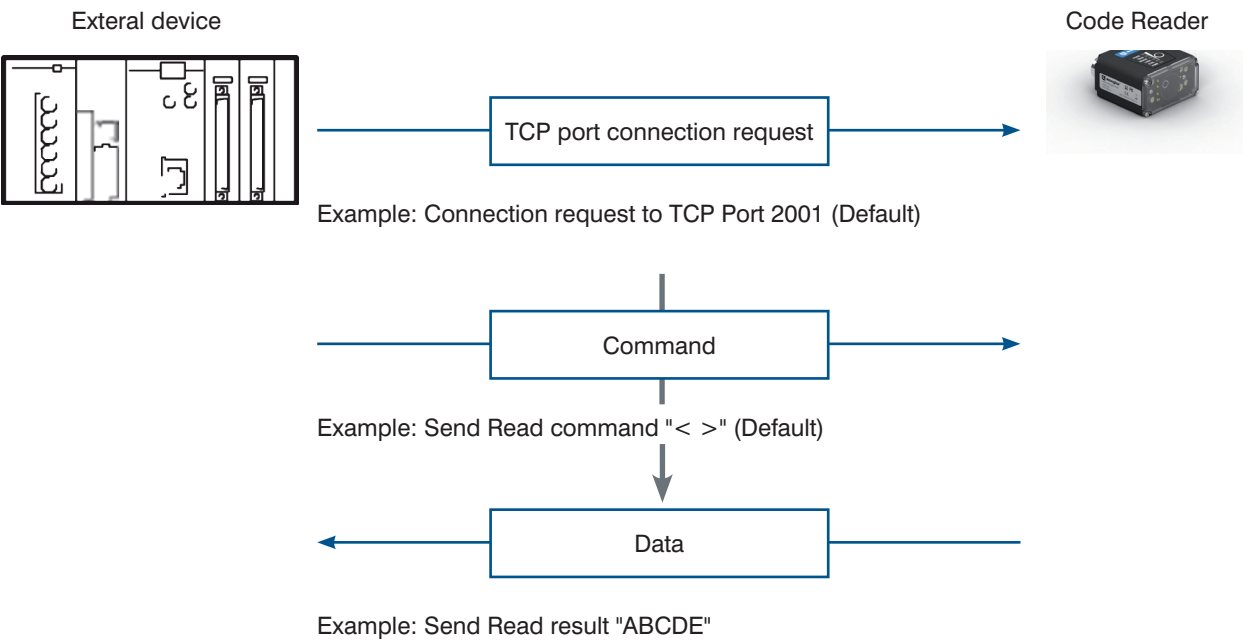 Exteral device
Code Reader
TCP port connection request
Example: Connection request to TCP Port 2001 (Default)
Command
Example: Send Read command "< >" (Default)
Data
Example: Send Read result "ABCDE"